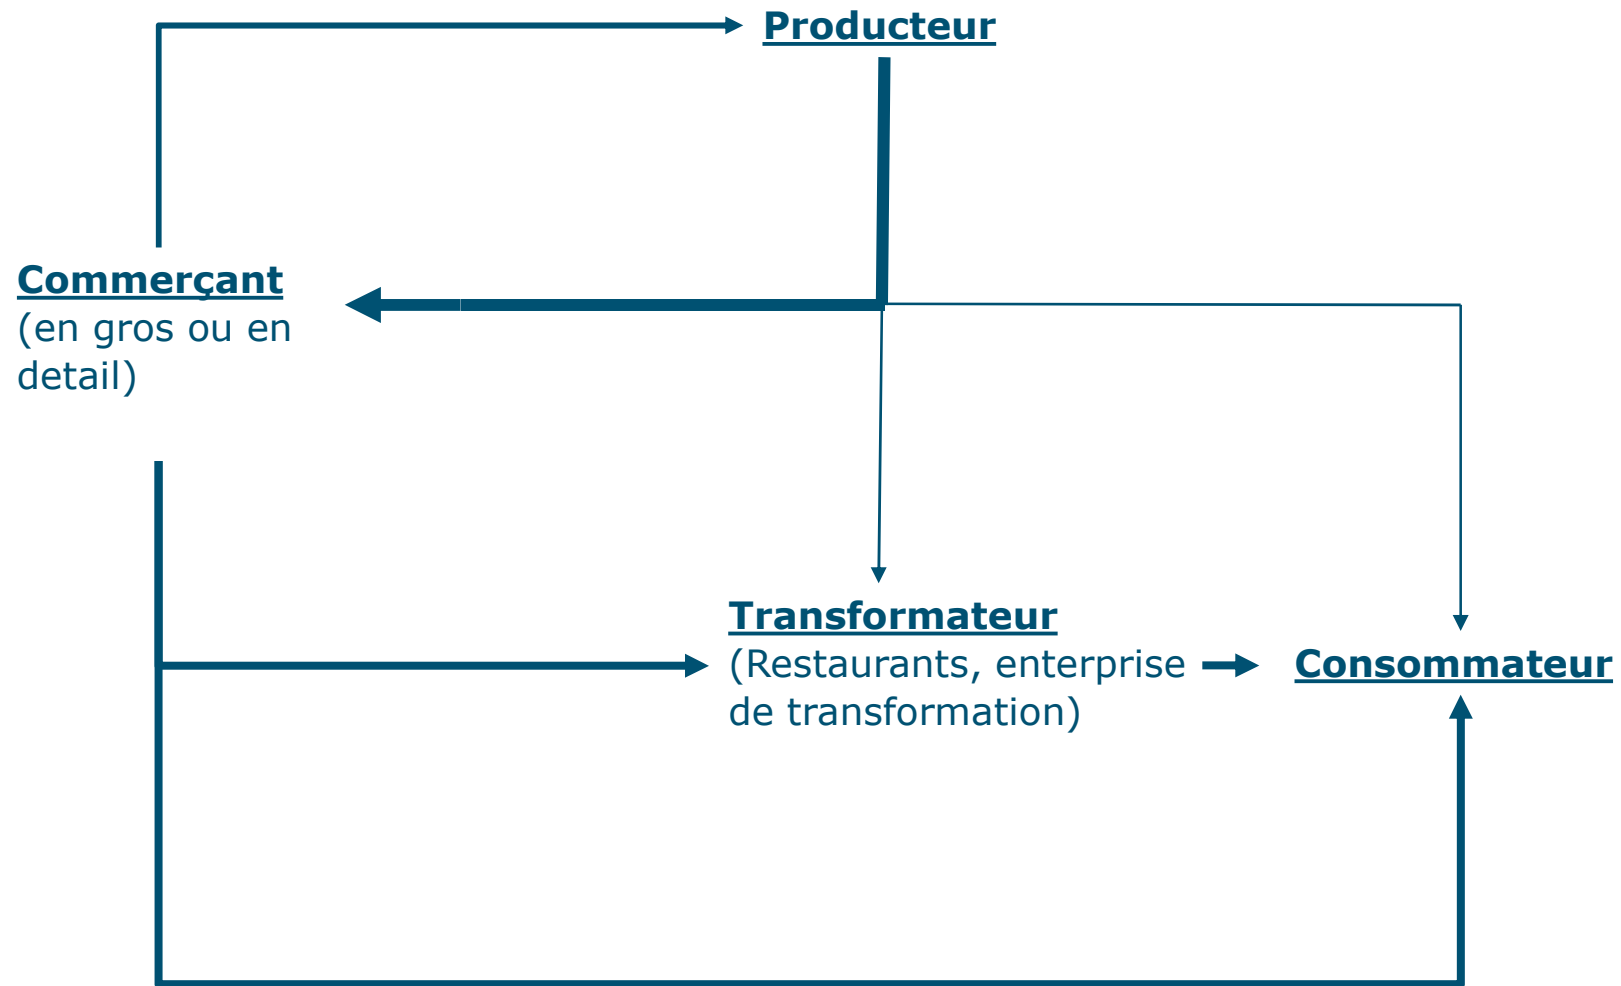 Producteur
Commerçant
(en gros ou en
detail)
Transformateur
(Restaurants, enterprise
de transformation)
Consommateur